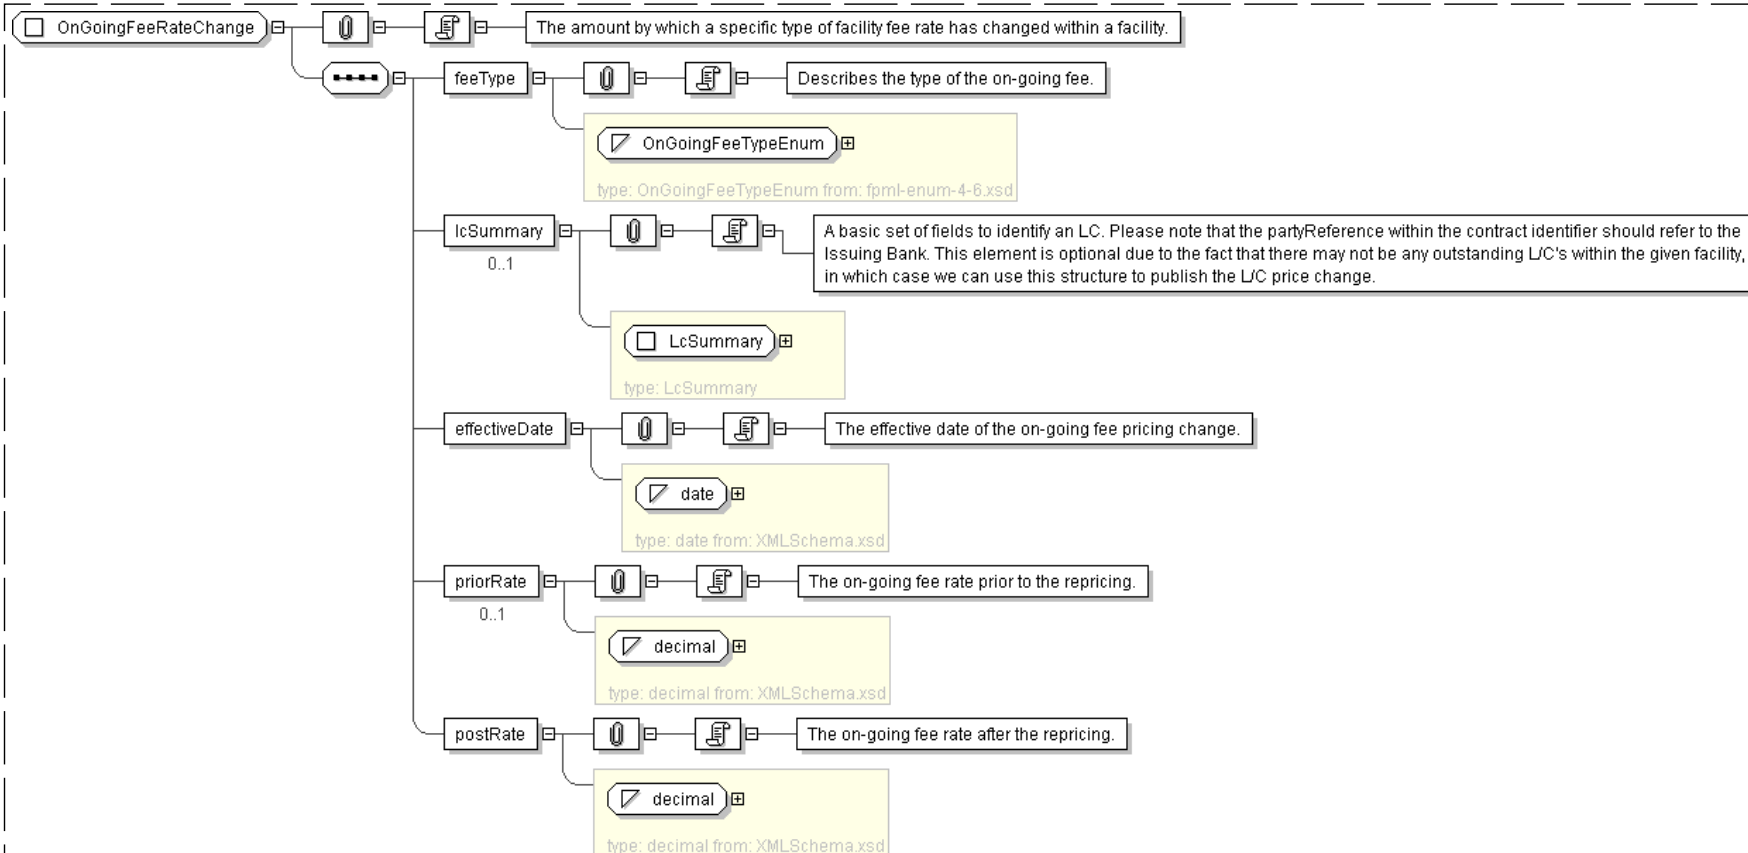 OnGoingFeeRateChange
The amount by which a specific type of facility fee rate has changed within a facility.
feeType
Describes the type of the on-going fee.
OnGoingFeeTypeEnum
type: OnGoingFeeTypeEnum from: fpml-enum-4-6.xsd
lcSummary
0..1
A basic set of fields to identify an LC. Please note that the partyReference within the contract identifier should refer to the
Issuing Bank. This element is optional due to the fact that there may not be any outstanding L/C's within the given facility,
in which case we can use this structure to publish the L/C price change.
LcSummary
type: LcSummary
effectiveDate
The effective date of the on-going fee pricing change.
date
type: date from: XMLSchema.xsd
priorRate
0..1
The on-going fee rate prior to the repricing.
decimal
type: decimal from: XMLSchema.xsd
postRate
The on-going fee rate after the repricing.
decimal
type: decimal from: XMLSchema.xsd